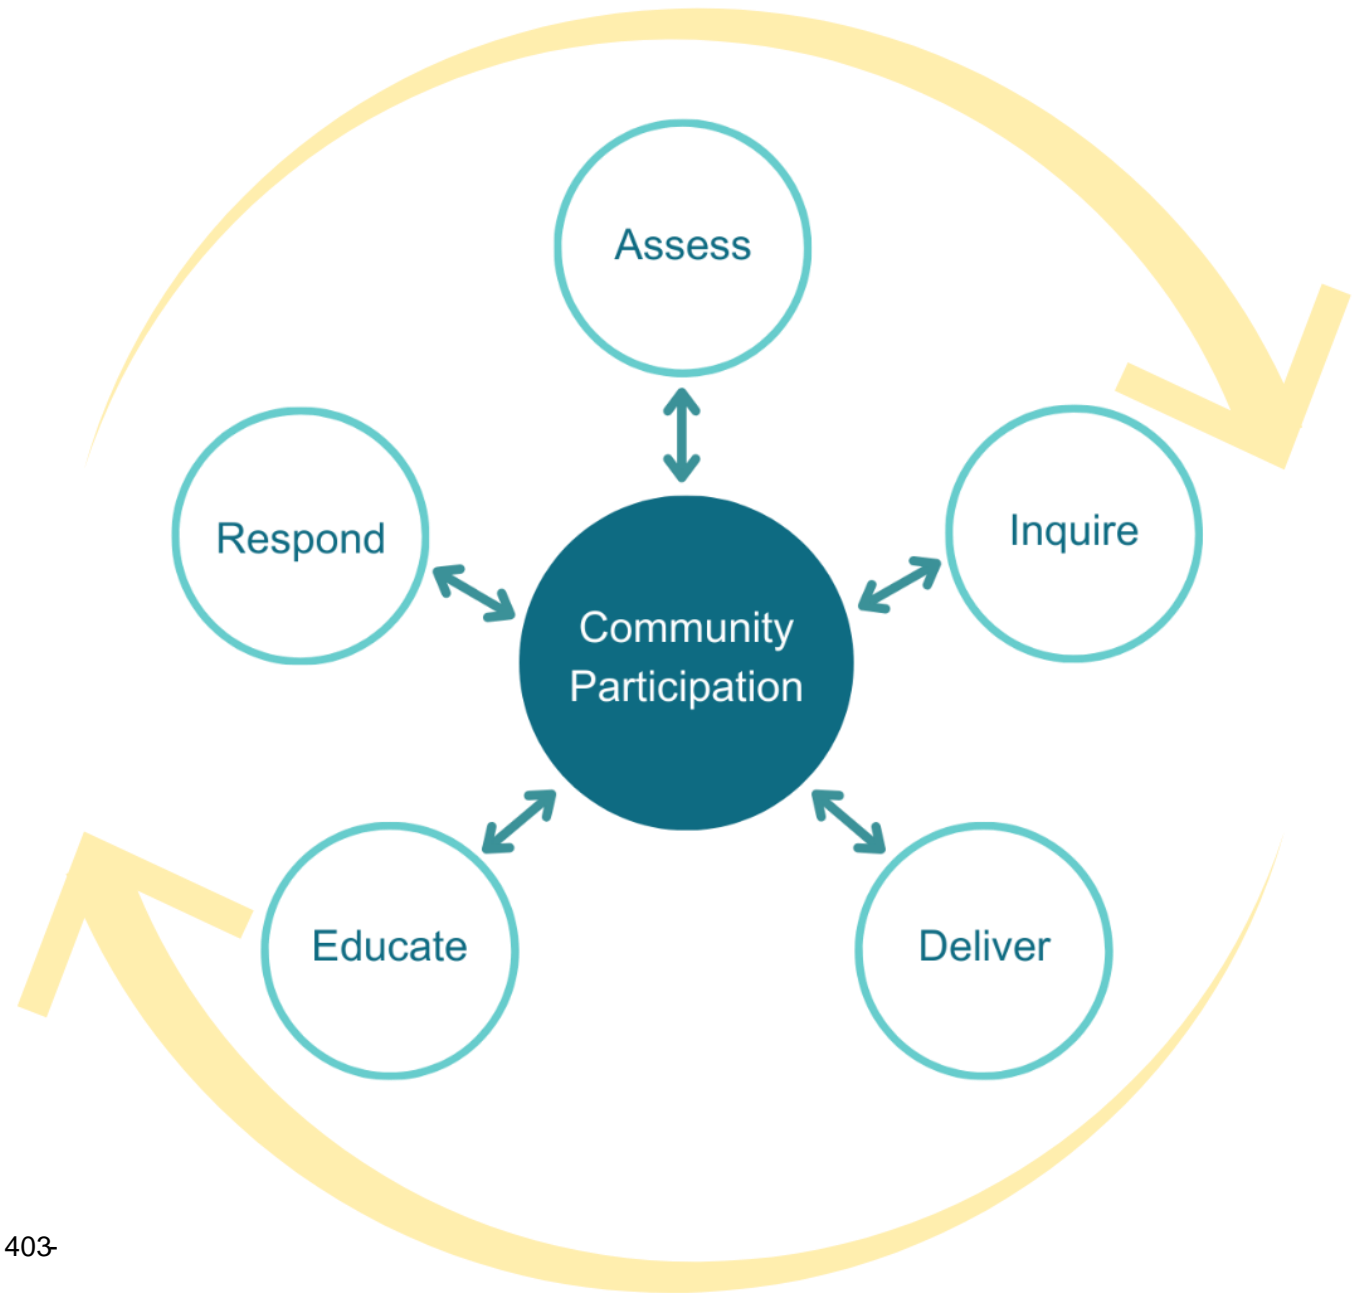 Assess
Inquire
Respond
Community
Participation
Educate
Deliver
403-